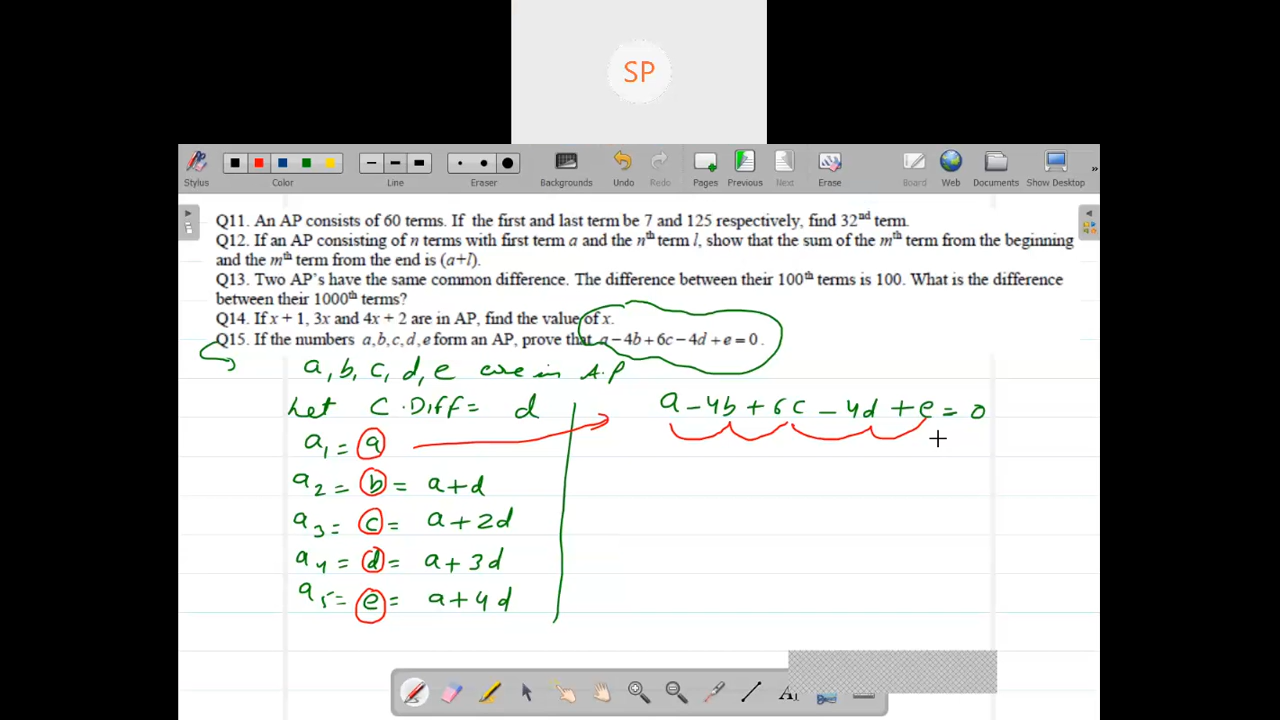 SP
Stylus Color Line Eraser Backgrounds Undo Redo Pages Previous Next Erase Board Web Documents Show Desktop »
Q11. An AP consists of 60 terms. If the first and last term be 7 and 125 respectively, find 32nd term.
Q12. If an AP consisting of n terms with first term a and the nth term l, show that the sum of the mth term from the beginning
and the mth term from the end is (a+l).
Q13. Two AP's have the same common difference. The difference between their 100th terms is 100. What is the difference
between their 1000th terms?
Q14. If x + 1, 3x and 4x + 2 are in AP, find the value of x.
Q15. If the numbers a,b,c,d,e form an AP, prove that a−4b+6c−4d+e=0.
a, b, c, d, e are in A.P
Let C.Diff = d
a1 = a
a2 = b = a+d
a3 = c = a+2d
a4 = d = a+3d
a5 = e = a+4d
a − 4b + 6c − 4d + e = 0